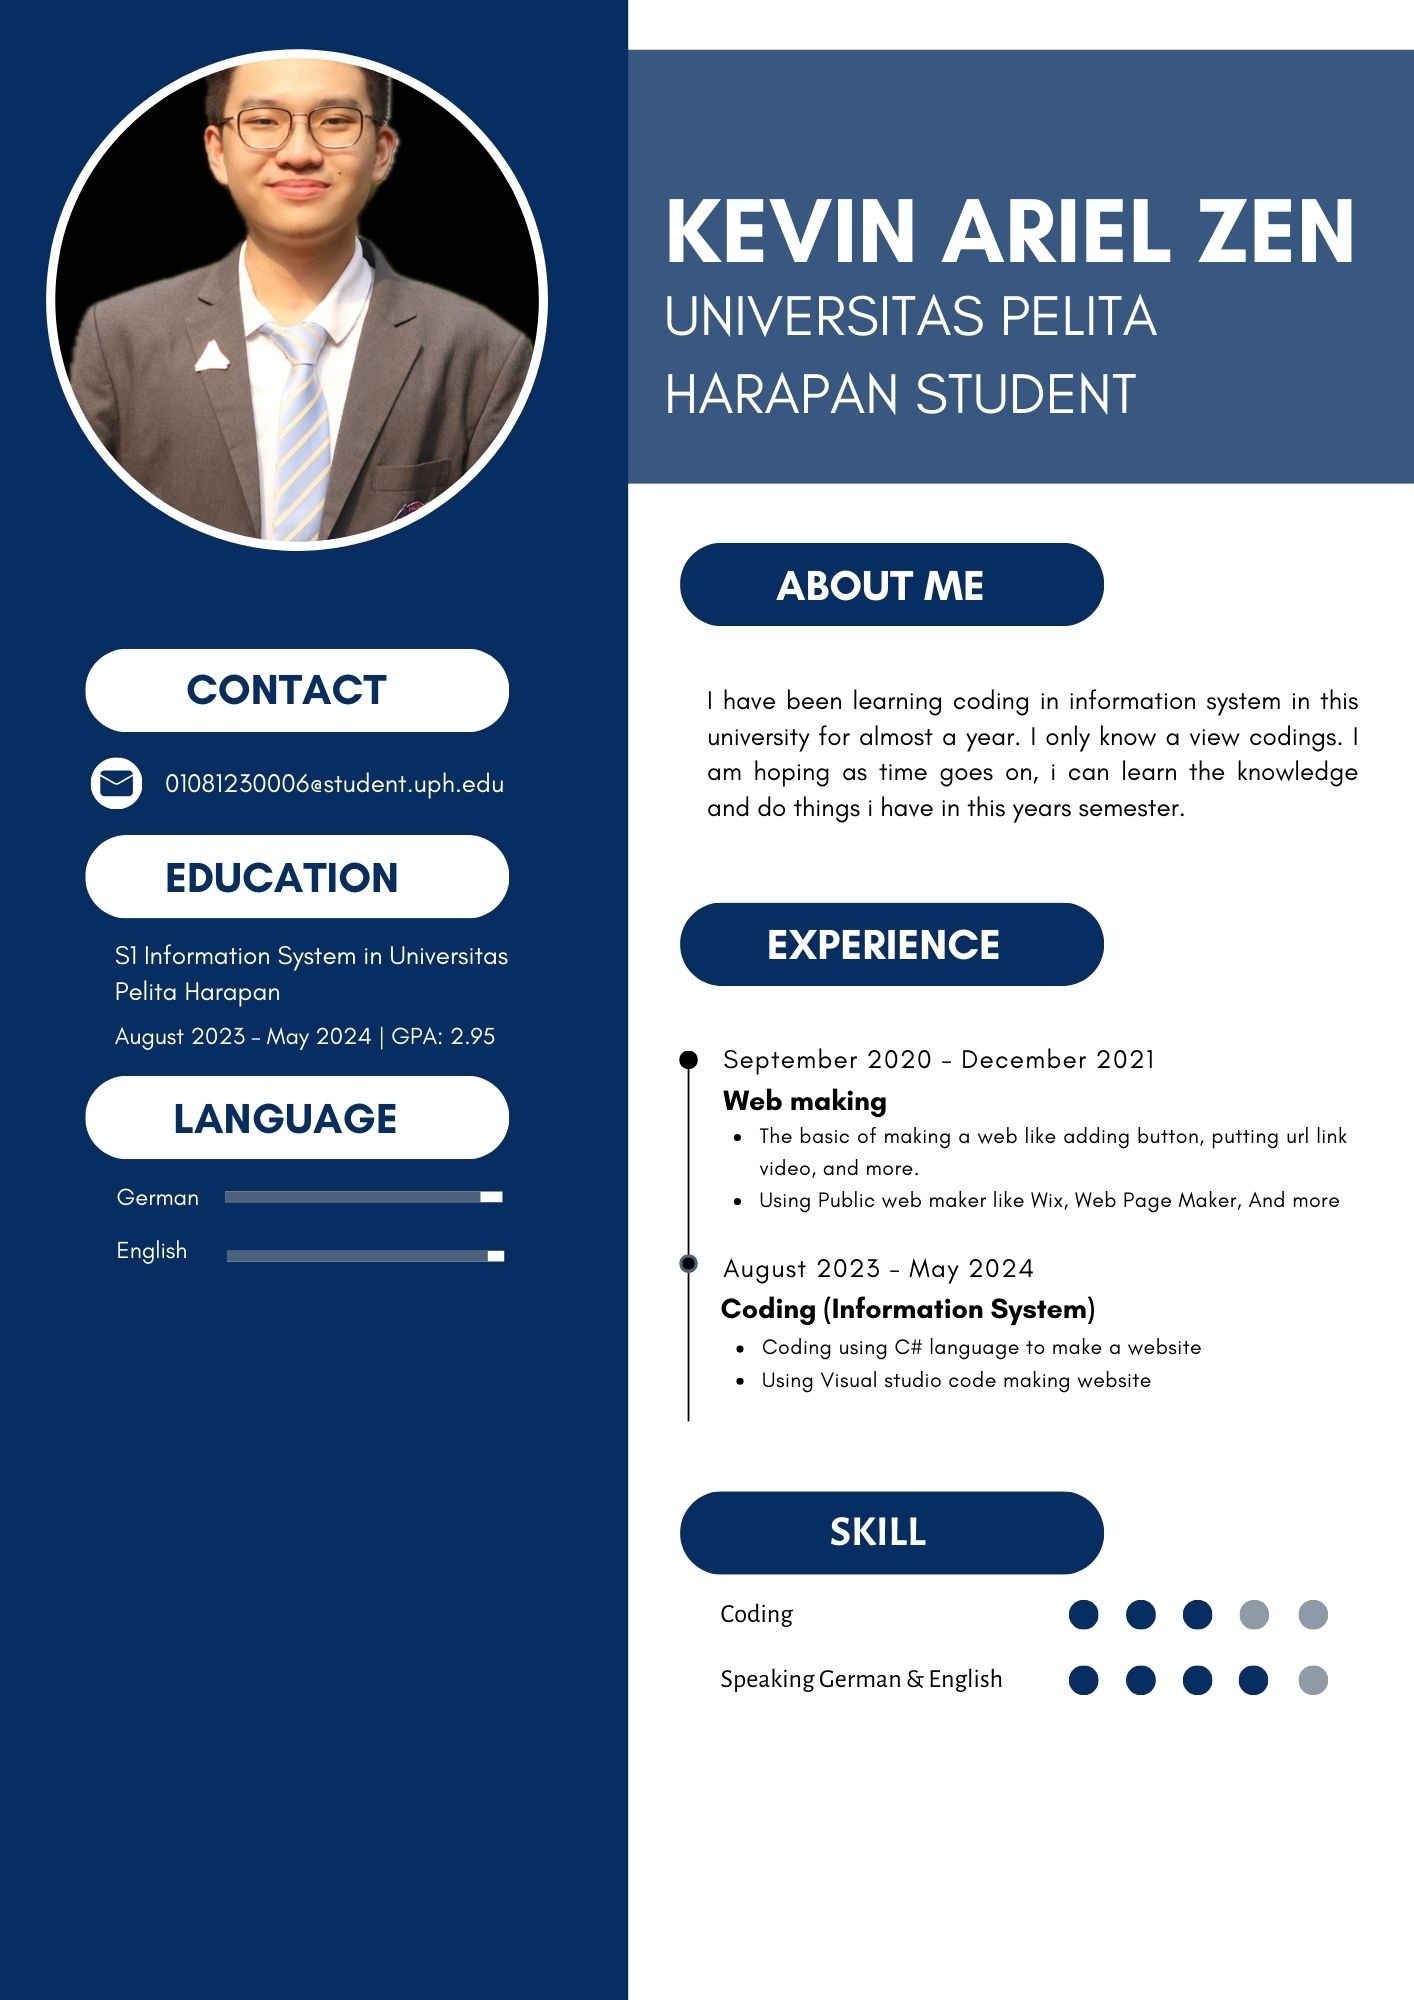 KEVIN ARIEL ZEN
UNIVERSITAS PELITA
HARAPAN STUDENT
CONTACT
01081230006@student.uph.edu
EDUCATION
S1 Information System in Universitas
Pelita Harapan
August 2023 - May 2024 | GPA: 2.95
LANGUAGE
German
English
ABOUT ME
I have been learning coding in information system in this
university for almost a year. I only know a view codings. I
am hoping as time goes on, i can learn the knowledge
and do things i have in this years semester.
EXPERIENCE
September 2020 - December 2021
Web making
• The basic of making a web like adding button, putting url link
video, and more.
• Using Public web maker like Wix, Web Page Maker, And more
August 2023 - May 2024
Coding (Information System)
• Coding using C# language to make a website
• Using Visual studio code making website
SKILL
Coding
Speaking German & English